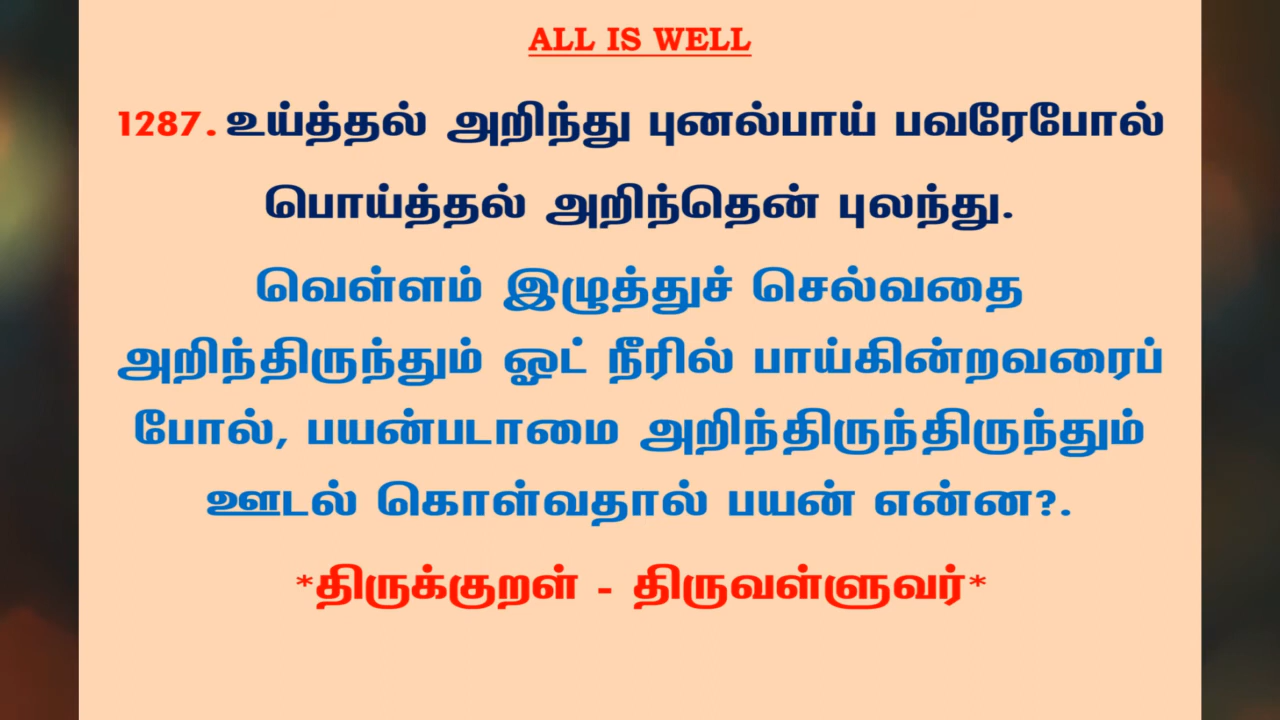 ALL IS WELL
1287. உய்த்தல் அறிந்து புனல்பாய் பவரேபோல்
பொய்த்தல் அறிந்தென் புலந்து.
வெள்ளம் இழுத்துச் செல்வதை
அறிந்திருந்தும் ஓட் நீரில் பாய்கின்றவரைப்
போல், பயன்படாமை அறிந்திருந்திருந்தும்
ஊடல் கொள்வதால் பயன் என்ன?.
*திருக்குறள் - திருவள்ளுவர்*